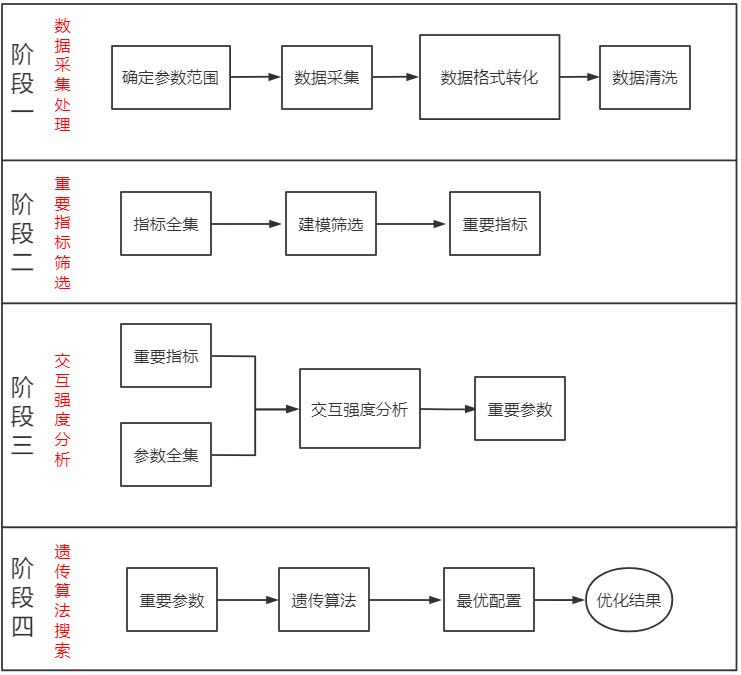 阶段一
数据采集处理
确定参数范围
数据采集
数据格式转化
数据清洗
阶段二
重要指标筛选
指标全集
建模筛选
重要指标
阶段三
交互强度分析
重要指标
参数全集
交互强度分析
重要参数
阶段四
遗传算法搜索
重要参数
遗传算法
最优配置
优化结果